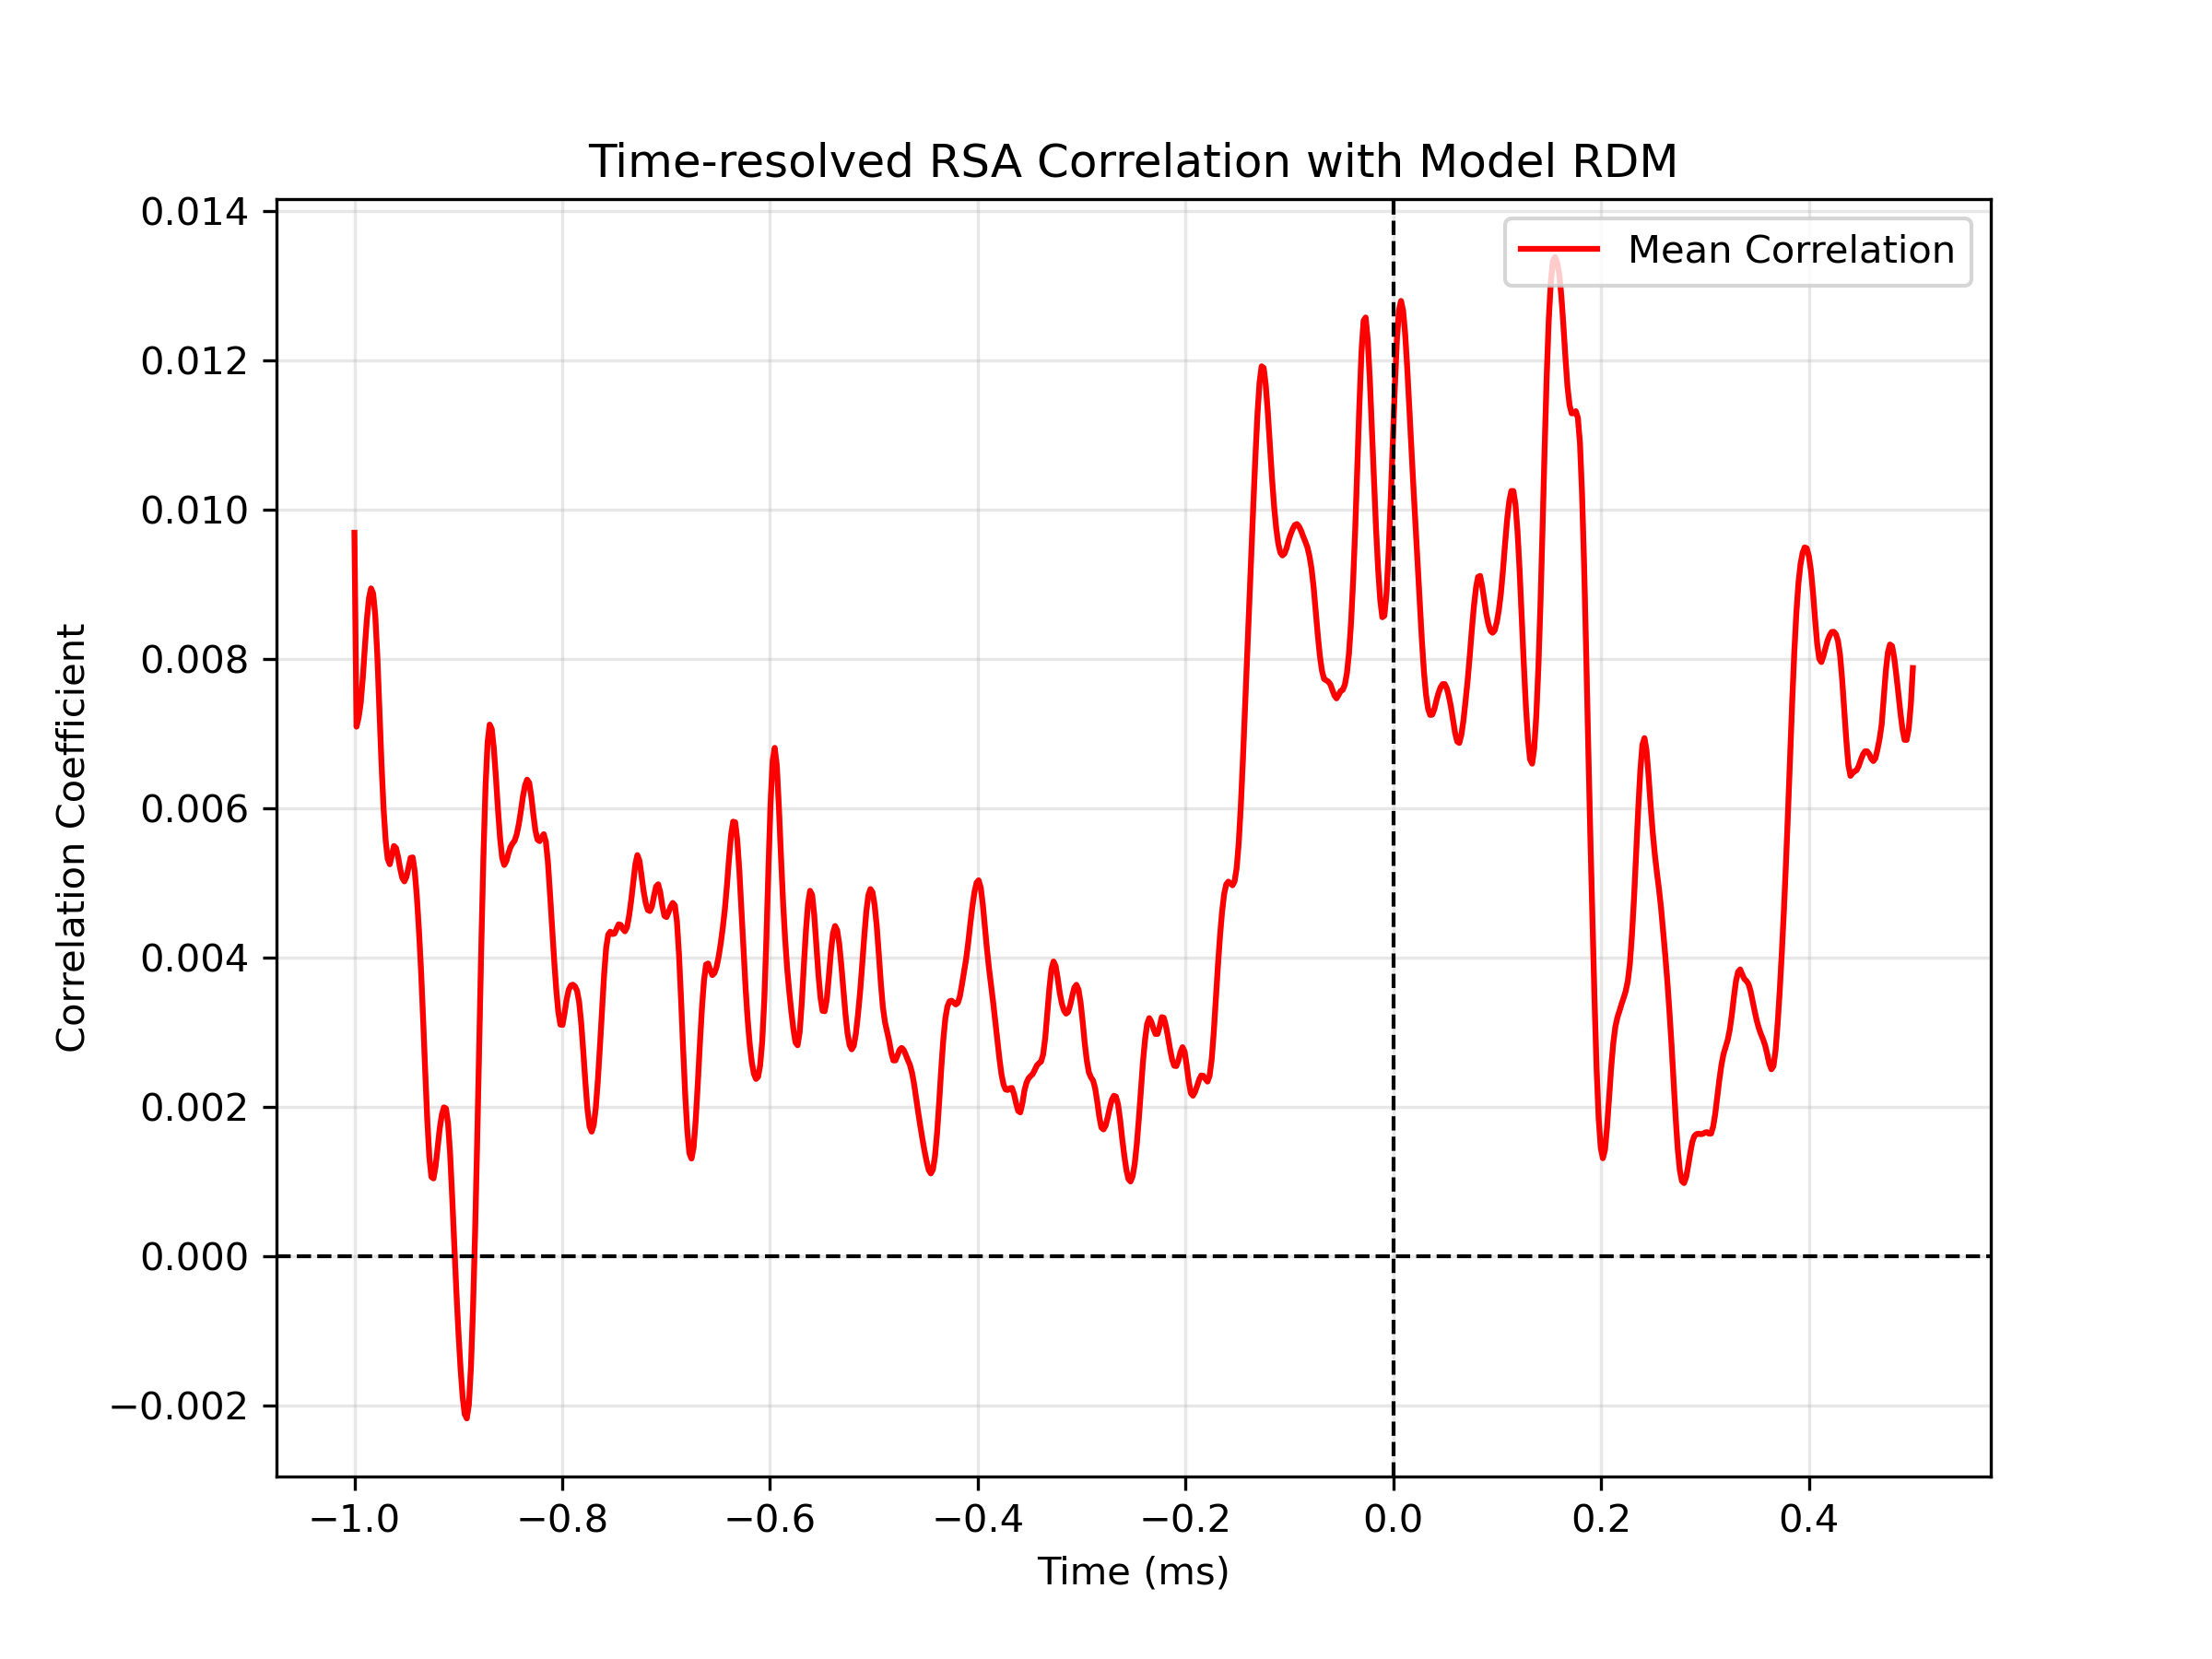 Time-resolved RSA Correlation with Model RDM
Mean Correlation
0.014
0.012
0.010
0.008
0.006
0.004
0.002
0.000
−0.002
Correlation Coefficient
−1.0 −0.8 −0.6 −0.4 −0.2 0.0 0.2 0.4
Time (ms)